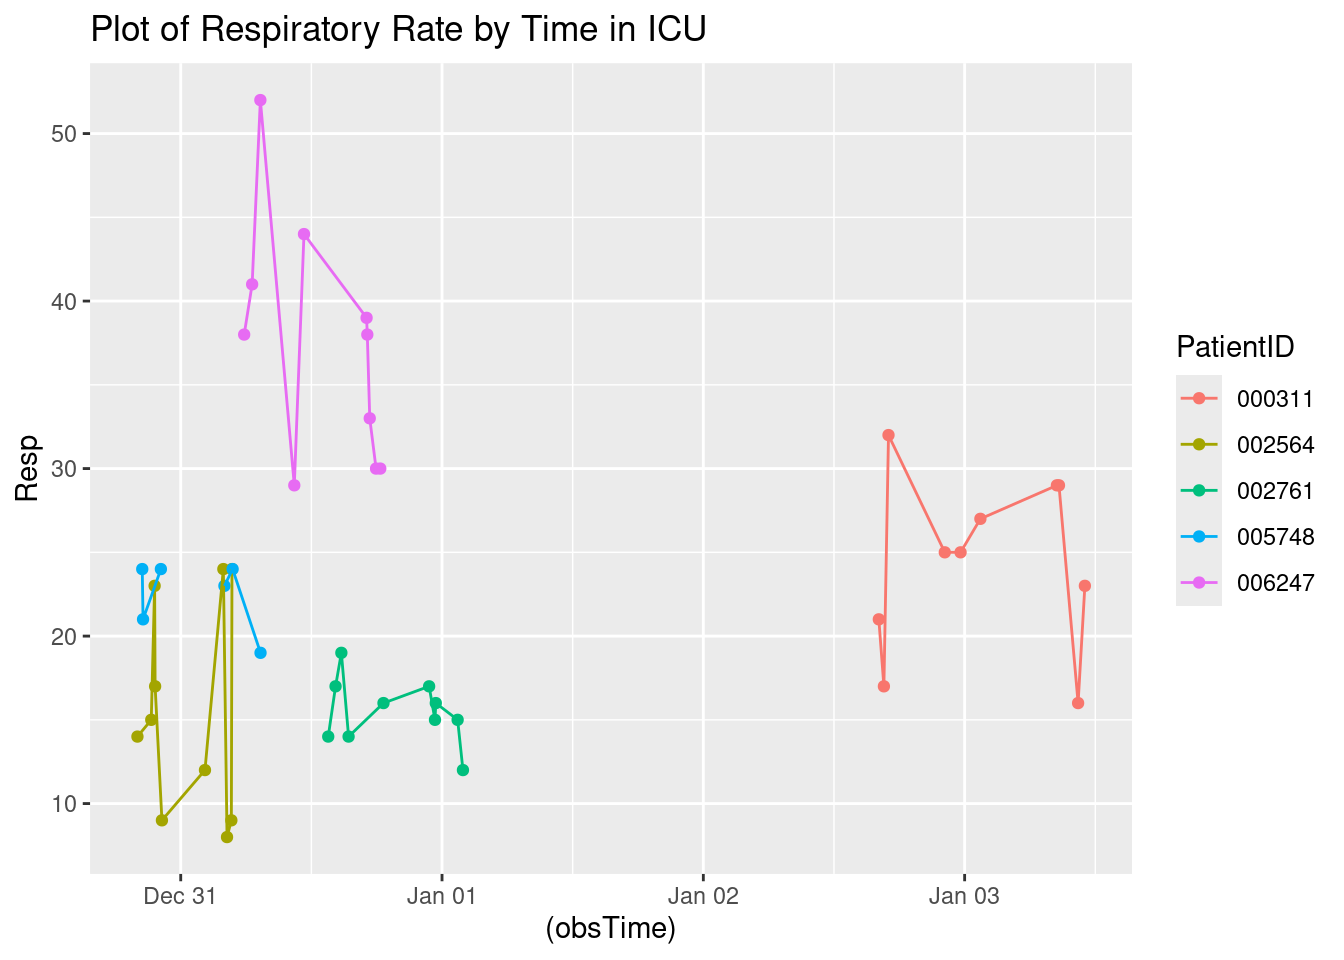 Plot of Respiratory Rate by Time in ICU
50
40
30
20
10
Resp
Dec 31
Jan 01
Jan 02
Jan 03
(obsTime)
PatientID
000311
002564
002761
005748
006247